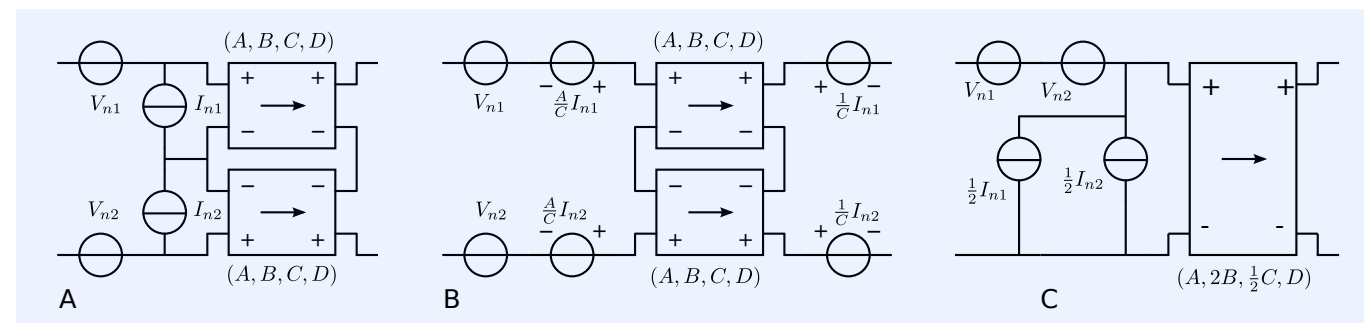 (A, B, C, D)
+ +
V_{n1} I_{n1}
− −
− −
V_{n2} I_{n2}
+ +
(A, B, C, D)
A
(A, B, C, D)
+ +
V_{n1} − \frac{A}{C}I_{n1} + + \frac{1}{C}I_{n1} −
− −
− −
V_{n2} − \frac{A}{C}I_{n2} + + \frac{1}{C}I_{n2} −
+ +
(A, B, C, D)
B
V_{n1} V_{n2}
+ +
\frac{1}{2}I_{n1} \frac{1}{2}I_{n2}
- -
(A, 2B, \frac{1}{2}C, D)
C